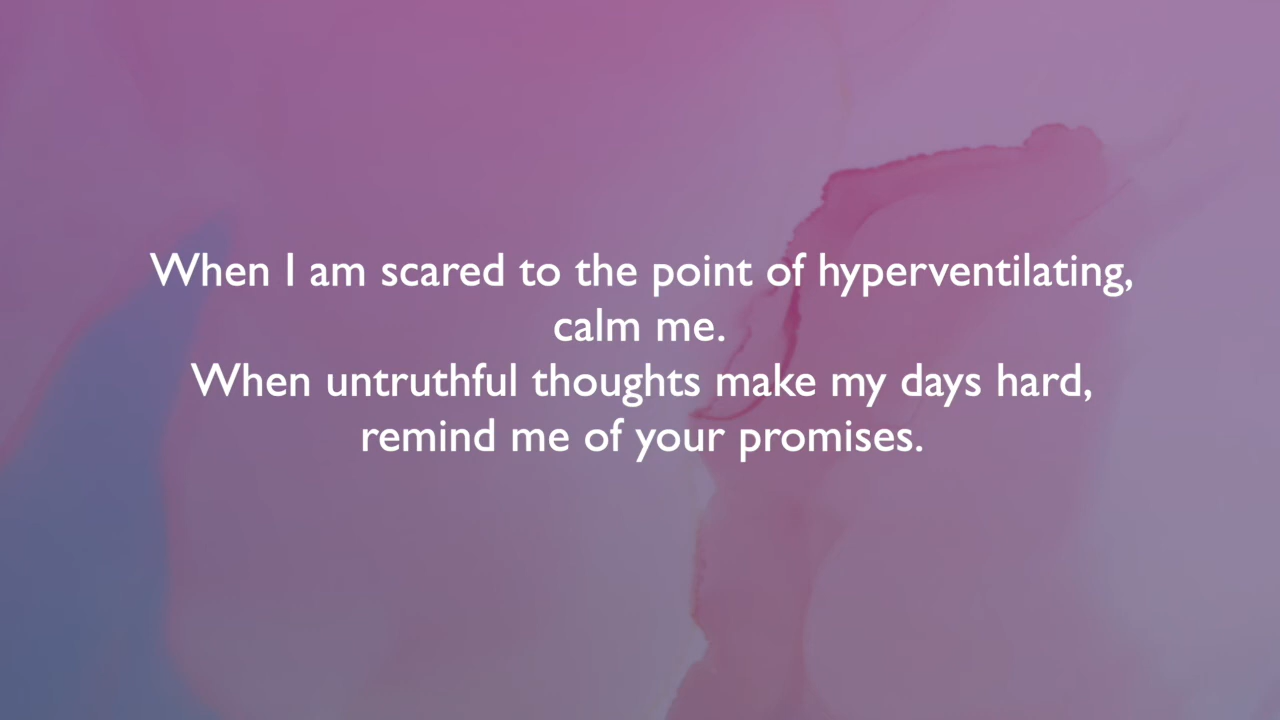 When I am scared to the point of hyperventilating,
calm me.
When untruthful thoughts make my days hard,
remind me of your promises.